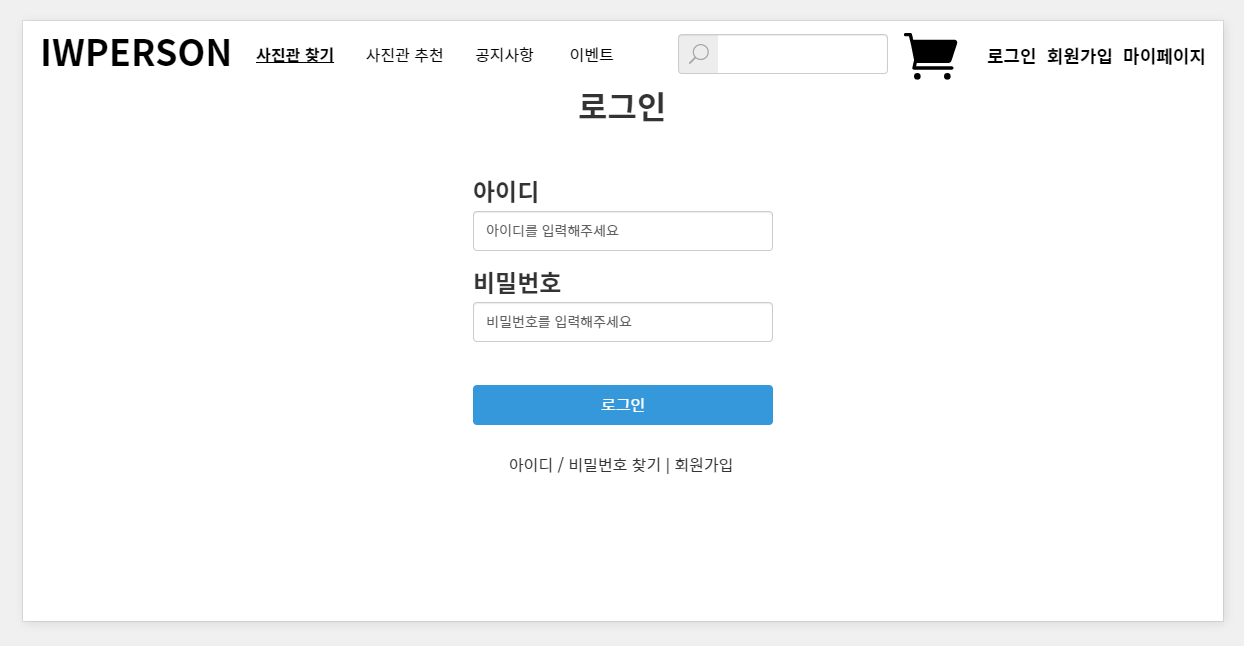 IWPERSON 사진관 찾기 사진관 추천 공지사항 이벤트 로그인 회원가입 마이페이지
로그인
아이디
아이디를 입력해주세요
비밀번호
비밀번호를 입력해주세요
로그인
아이디 / 비밀번호 찾기 | 회원가입